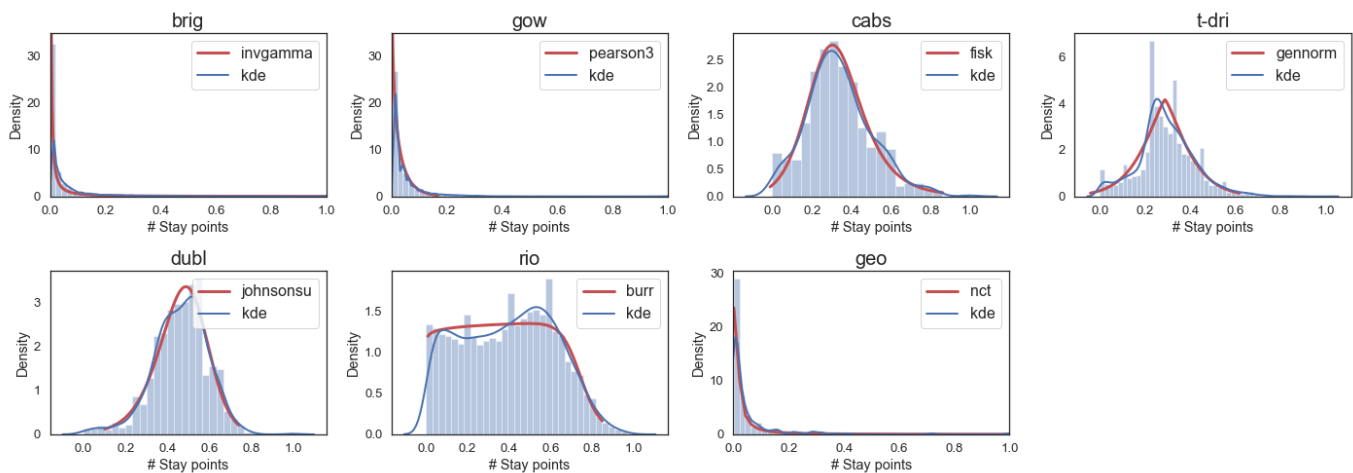 brig
invgamma
kde
Density
30
20
10
0
0.0 0.2 0.4 0.6 0.8 1.0
# Stay points
gow
pearson3
kde
Density
30
20
10
0
0.0 0.2 0.4 0.6 0.8 1.0
# Stay points
cabs
fisk
kde
Density
2.5
2.0
1.5
1.0
0.5
0.0
0.0 0.2 0.4 0.6 0.8 1.0
# Stay points
t-dri
gennorm
kde
Density
6
4
2
0
0.0 0.2 0.4 0.6 0.8 1.0
# Stay points
dubl
johnsonsu
kde
Density
3
2
1
0
0.0 0.2 0.4 0.6 0.8 1.0
# Stay points
rio
burr
kde
Density
1.5
1.0
0.5
0.0
0.0 0.2 0.4 0.6 0.8 1.0
# Stay points
geo
nct
kde
Density
30
20
10
0
0.0 0.2 0.4 0.6 0.8 1.0
# Stay points